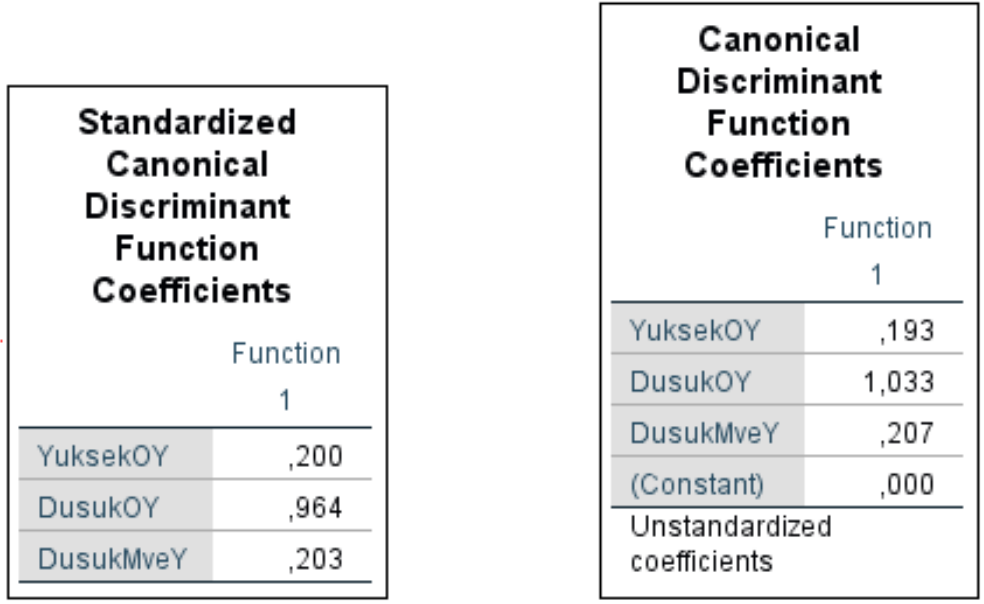 Standardized
Canonical
Discriminant
Function
Coefficients
Function
1
YuksekOY ,200
DusukOY ,964
DusukMveY ,203
Canonical
Discriminant
Function
Coefficients
Function
1
YuksekOY ,193
DusukOY 1,033
DusukMveY ,207
(Constant) ,000
Unstandardized
coefficients